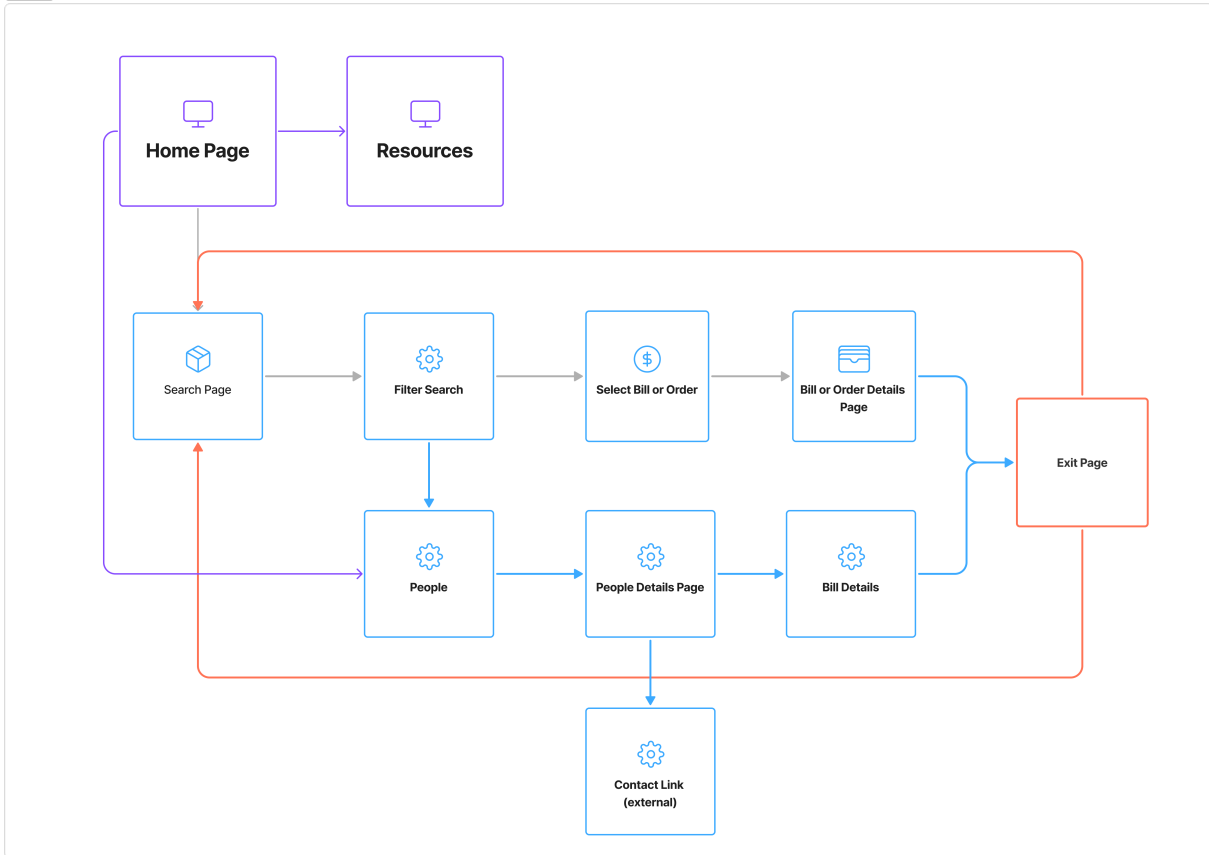 Home Page
Resources
Search Page
Filter Search
$
Select Bill or Order
Bill or Order Details
Page
Exit Page
People
People Details Page
Bill Details
Contact Link
(external)